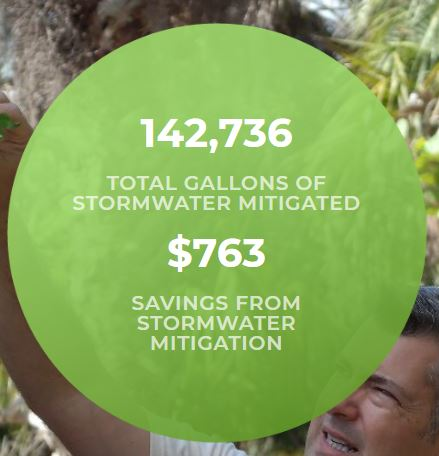 142,736
TOTAL GALLONS OF
STORMWATER MITIGATED
$763
SAVINGS FROM
STORMWATER
MITIGATION